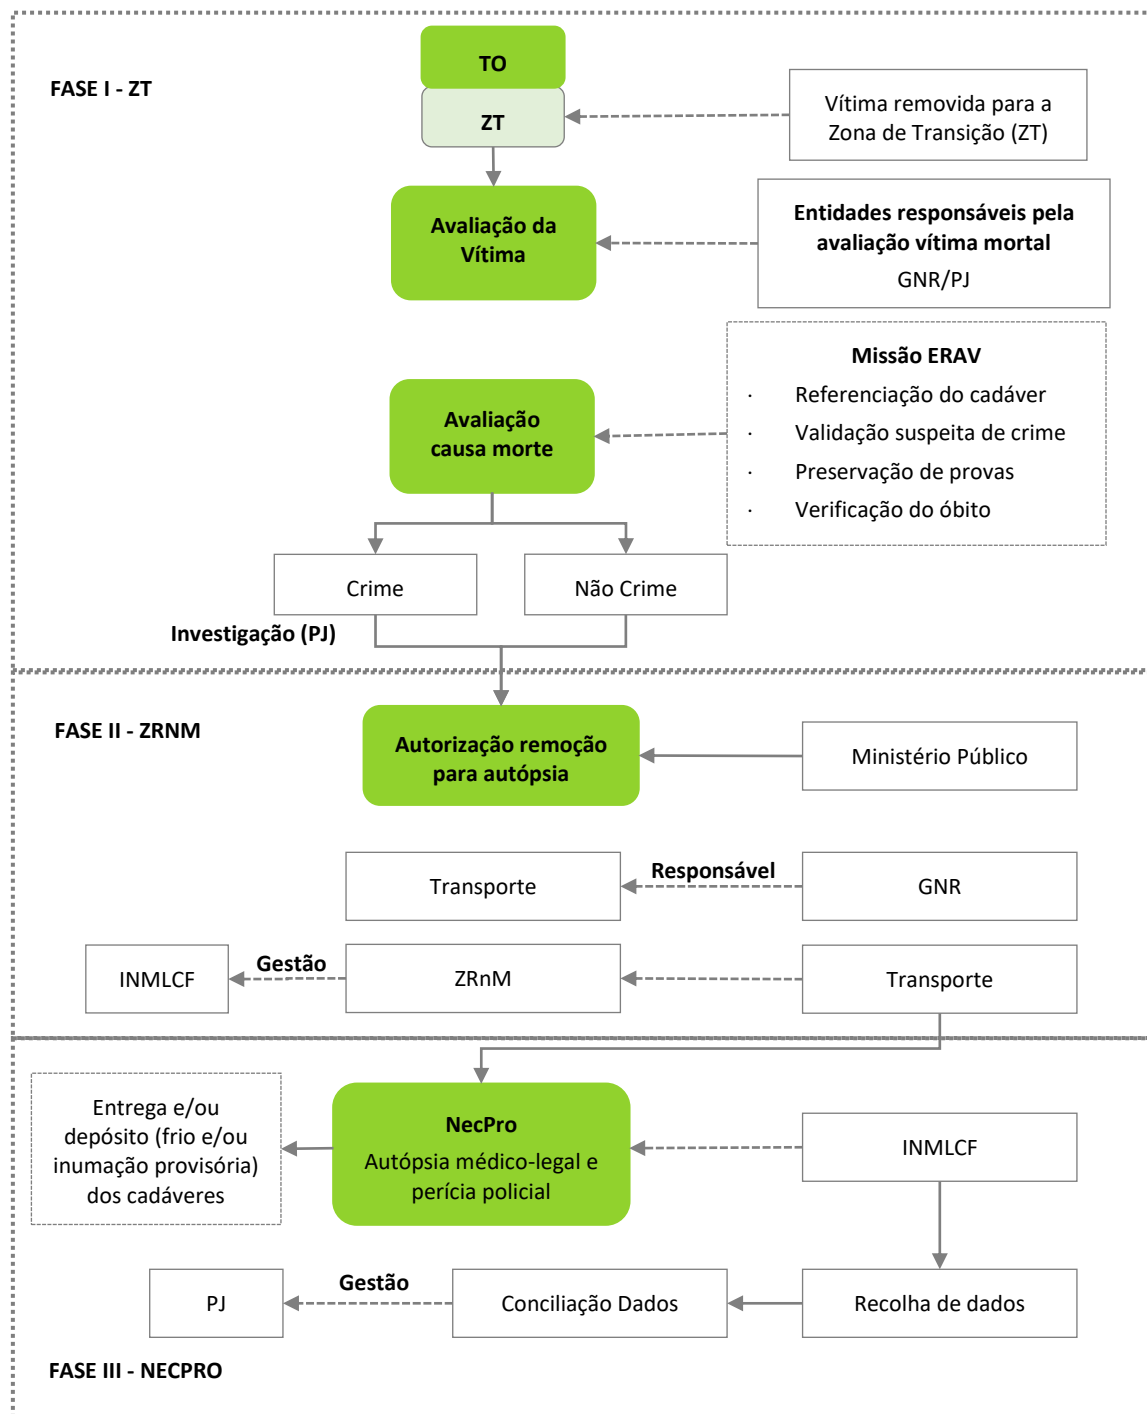 FASE I - ZT
TO
ZT
Vítima removida para a
Zona de Transição (ZT)
Avaliação da
Vítima
Entidades responsáveis pela
avaliação vítima mortal
GNR/PJ
Missão ERAV
· Referenciação do cadáver
· Validação suspeita de crime
· Preservação de provas
· Verificação do óbito
Avaliação
causa morte
Crime
Não Crime
Investigação (PJ)
FASE II - ZRNM
Autorização remoção
para autópsia
Ministério Público
Transporte
Responsável
GNR
INMLCF
Gestão
ZRnM
Transporte
Entrega e/ou
depósito (frio e/ou
inumação provisória)
dos cadáveres
NecPro
Autópsia médico-legal e
perícia policial
INMLCF
PJ
Gestão
Conciliação Dados
Recolha de dados
FASE III - NECPRO